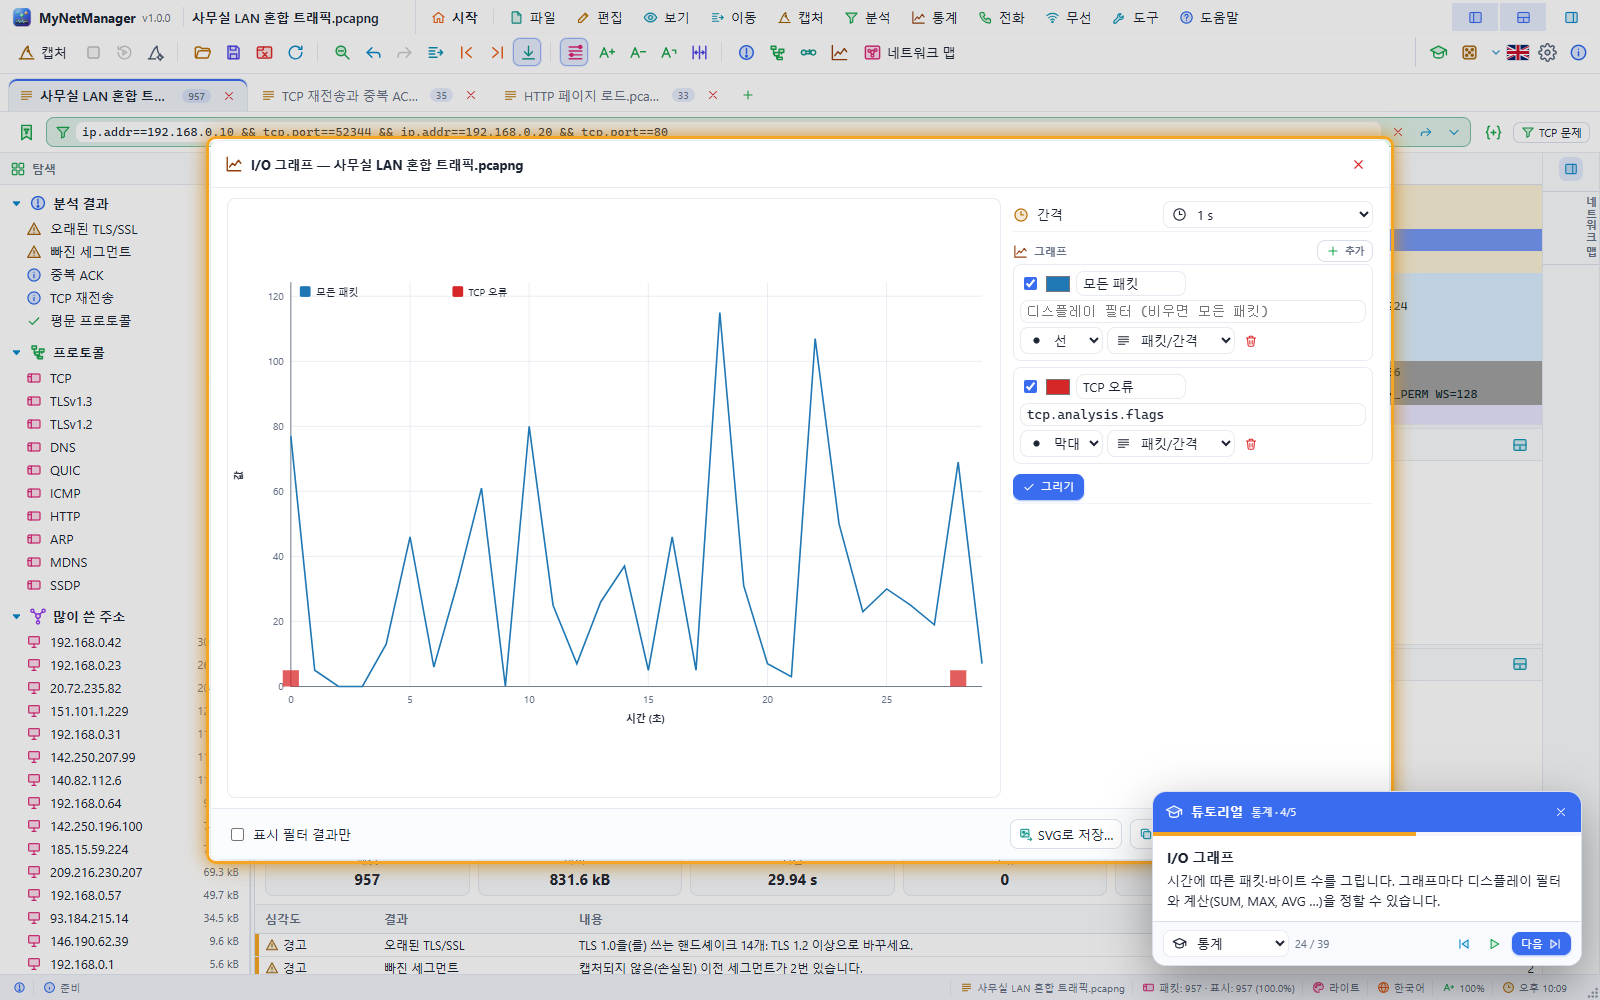 MyNetManager v1.0.0 사무실 LAN 혼합 트래픽.pcapng 시작 파일 편집 보기 이동 캡처 분석 통계 전화 무선 도구 도움말
캡처 A+ A- 네트워크 맵
사무실 LAN 혼합 트... 957 TCP 재전송과 중복 AC... 35 HTTP 페이지 로드.pca... 33
ip.addr==192.168.0.10 && tcp.port==52344 && ip.addr==192.168.0.20 && tcp.port==80 TCP 문제
탐색
분석 결과
오래된 TLS/SSL
빠진 세그먼트
중복 ACK
TCP 재전송
평문 프로토콜
프로토콜
TCP
TLSv1.3
TLSv1.2
DNS
QUIC
ICMP
HTTP
ARP
MDNS
SSDP
많이 쓴 주소
192.168.0.42
192.168.0.23
20.72.235.82
151.101.1.229
192.168.0.31
142.250.207.99
140.82.112.6
192.168.0.64
142.250.196.100
185.15.59.224
209.216.230.207 69.3 kB
192.168.0.57 49.7 kB
93.184.215.14 34.5 kB
146.190.62.39 9.6 kB
192.168.0.1 5.6 kB
I/O 그래프 — 사무실 LAN 혼합 트래픽.pcapng
모든 패킷 TCP 오류
값
120
100
80
60
40
20
0
0 5 10 15 20 25
시간 (초)
간격 1 s
그래프 추가
모든 패킷
디스플레이 필터 (비우면 모든 패킷)
선 패킷/간격
TCP 오류
tcp.analysis.flags
막대 패킷/간격
그리기
표시 필터 결과만 SVG로 저장...
네트워크 맵
_PERM WS=128
957 831.6 kB 29.94 s 0
심각도 결과 내용
경고 오래된 TLS/SSL TLS 1.0을(를) 쓰는 핸드셰이크 14개: TLS 1.2 이상으로 바꾸세요.
경고 빠진 세그먼트 캡처되지 않은(손실된) 이전 세그먼트가 2번 있습니다. 2
튜토리얼 통계 · 4/5
I/O 그래프
시간에 따른 패킷·바이트 수를 그립니다. 그래프마다 디스플레이 필터
와 계산(SUM, MAX, AVG ...)을 정할 수 있습니다.
통계 24 / 39 다음
준비 사무실 LAN 혼합 트래픽.pcapng 패킷: 957 · 표시: 957 (100.0%) 라이트 한국어 A+ 100% 오후 10:09